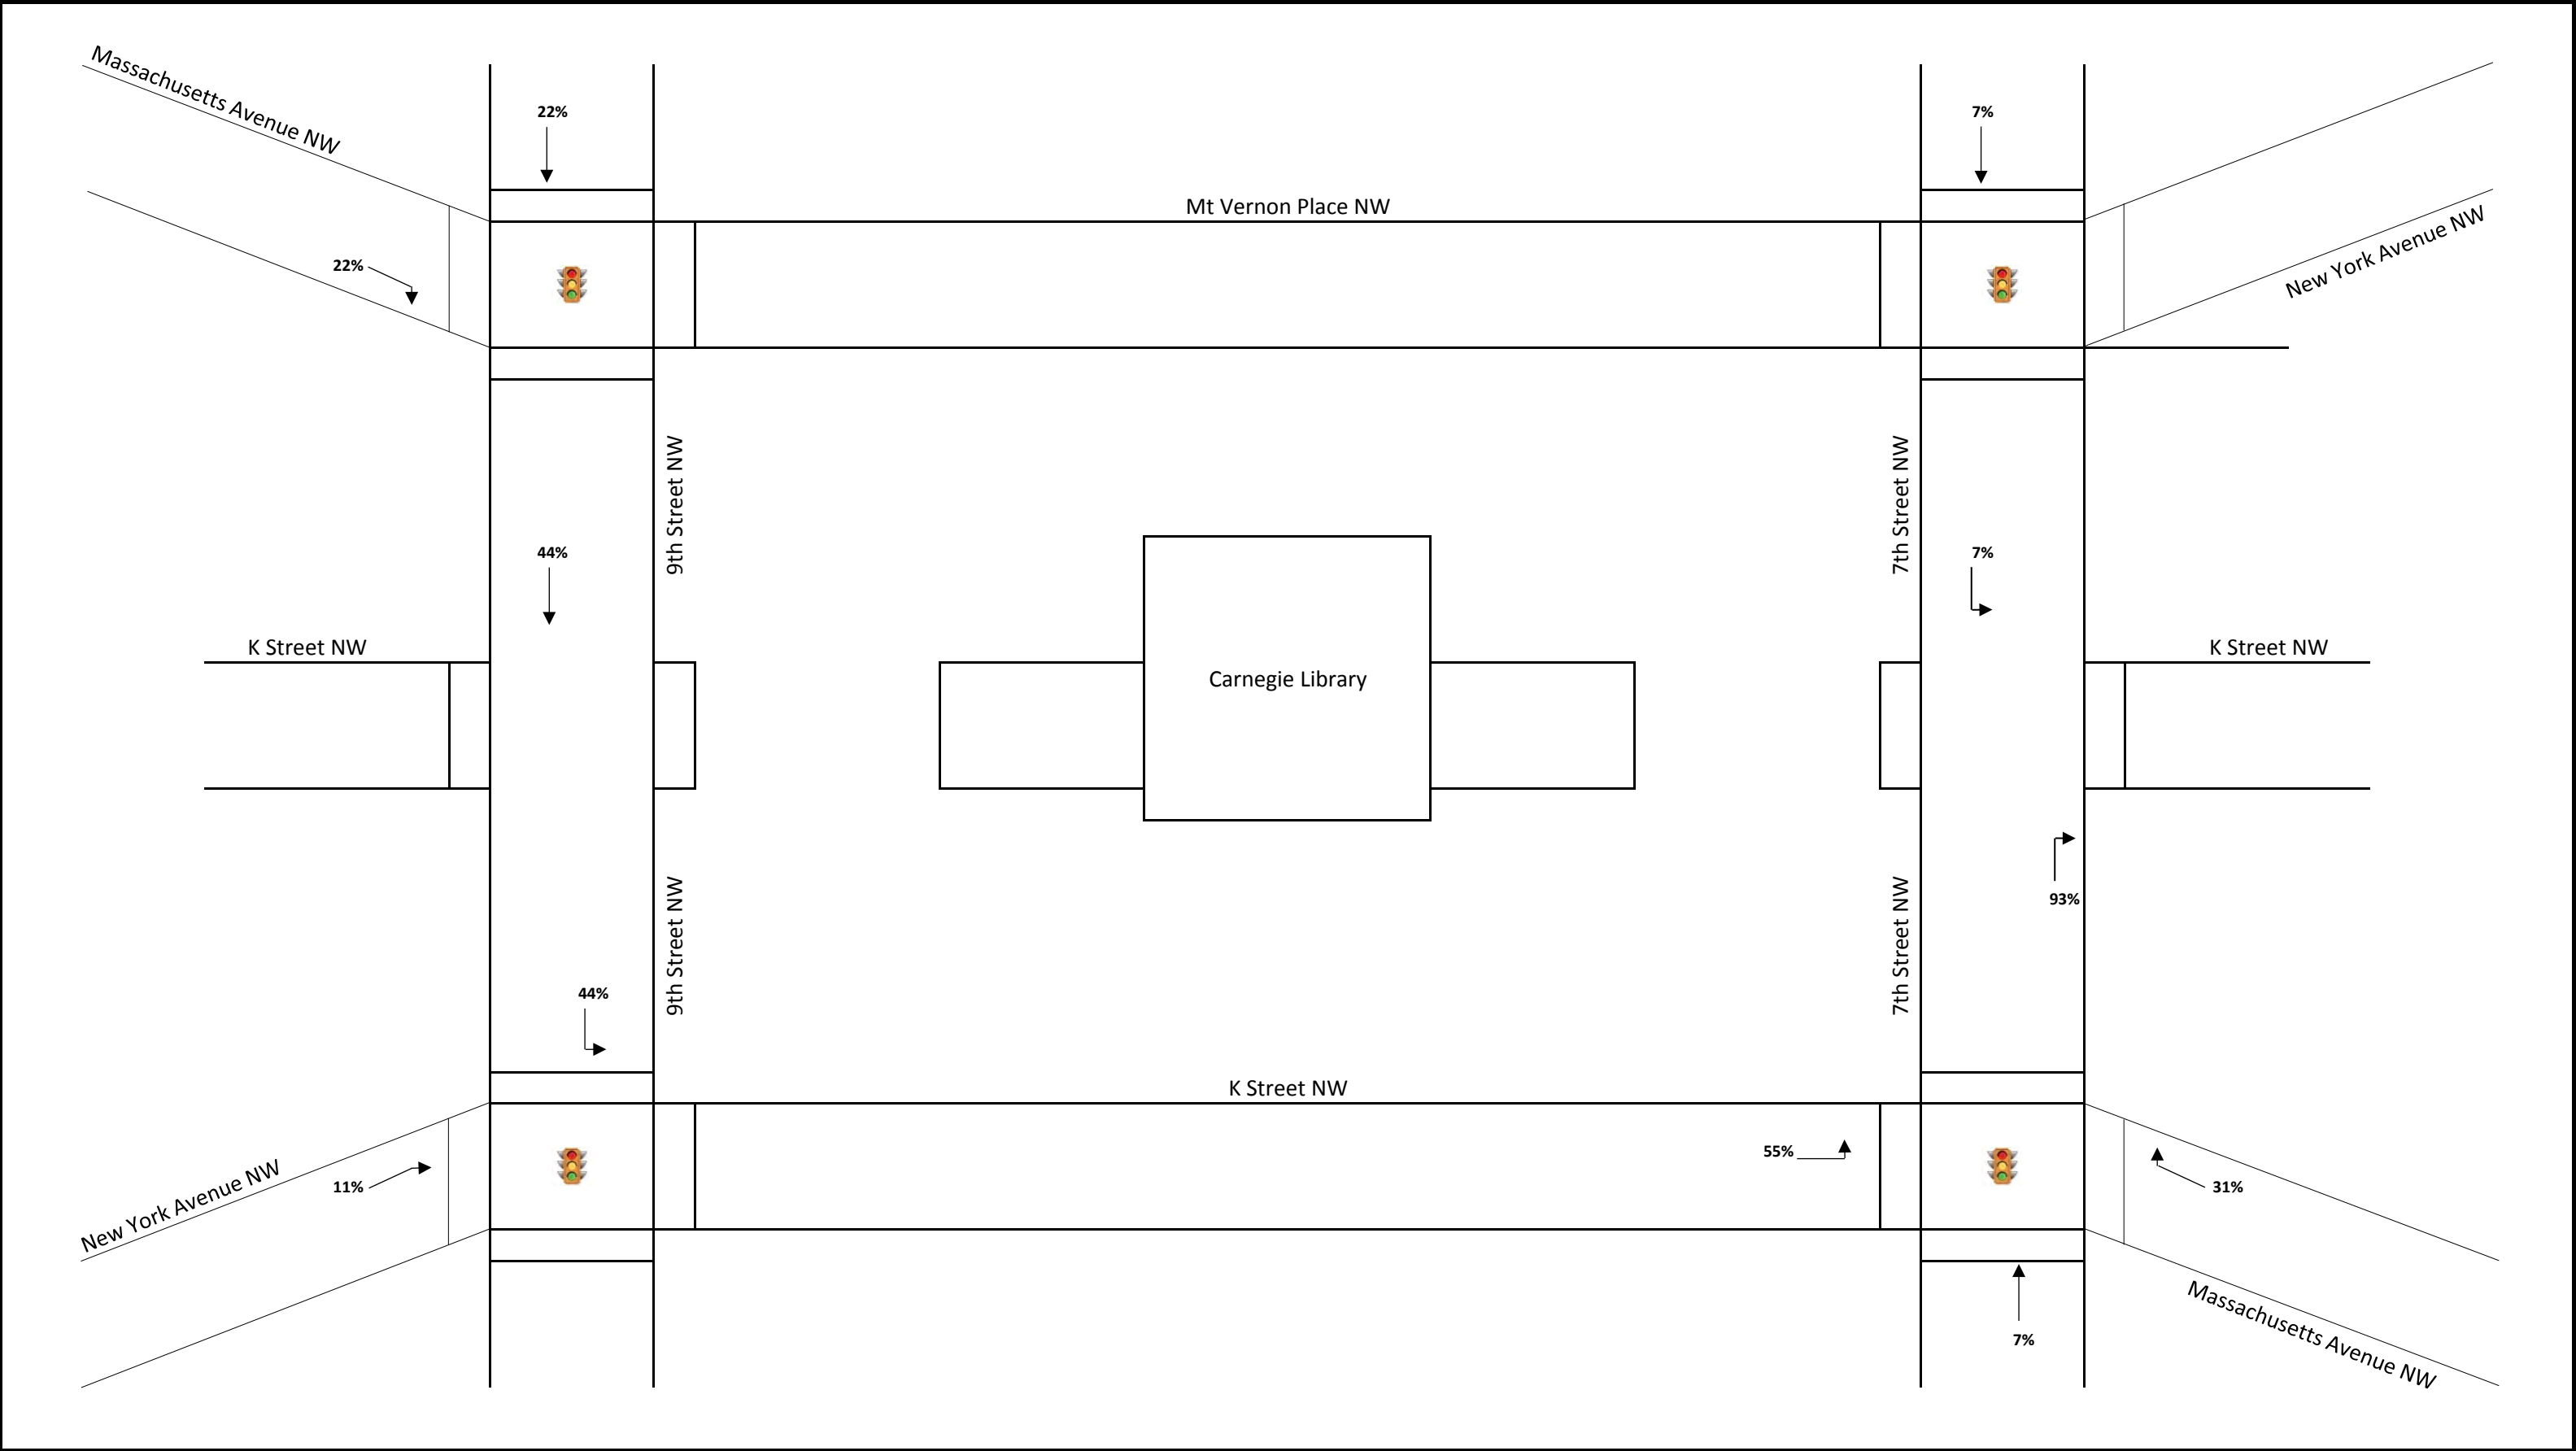 Massachusetts Avenue NW
22%
7%
Mt Vernon Place NW
New York Avenue NW
22%
9th Street NW
7th Street NW
44%
7%
K Street NW
K Street NW
Carnegie Library
93%
9th Street NW
7th Street NW
44%
K Street NW
55%
New York Avenue NW
11%
31%
Massachusetts Avenue NW
7%